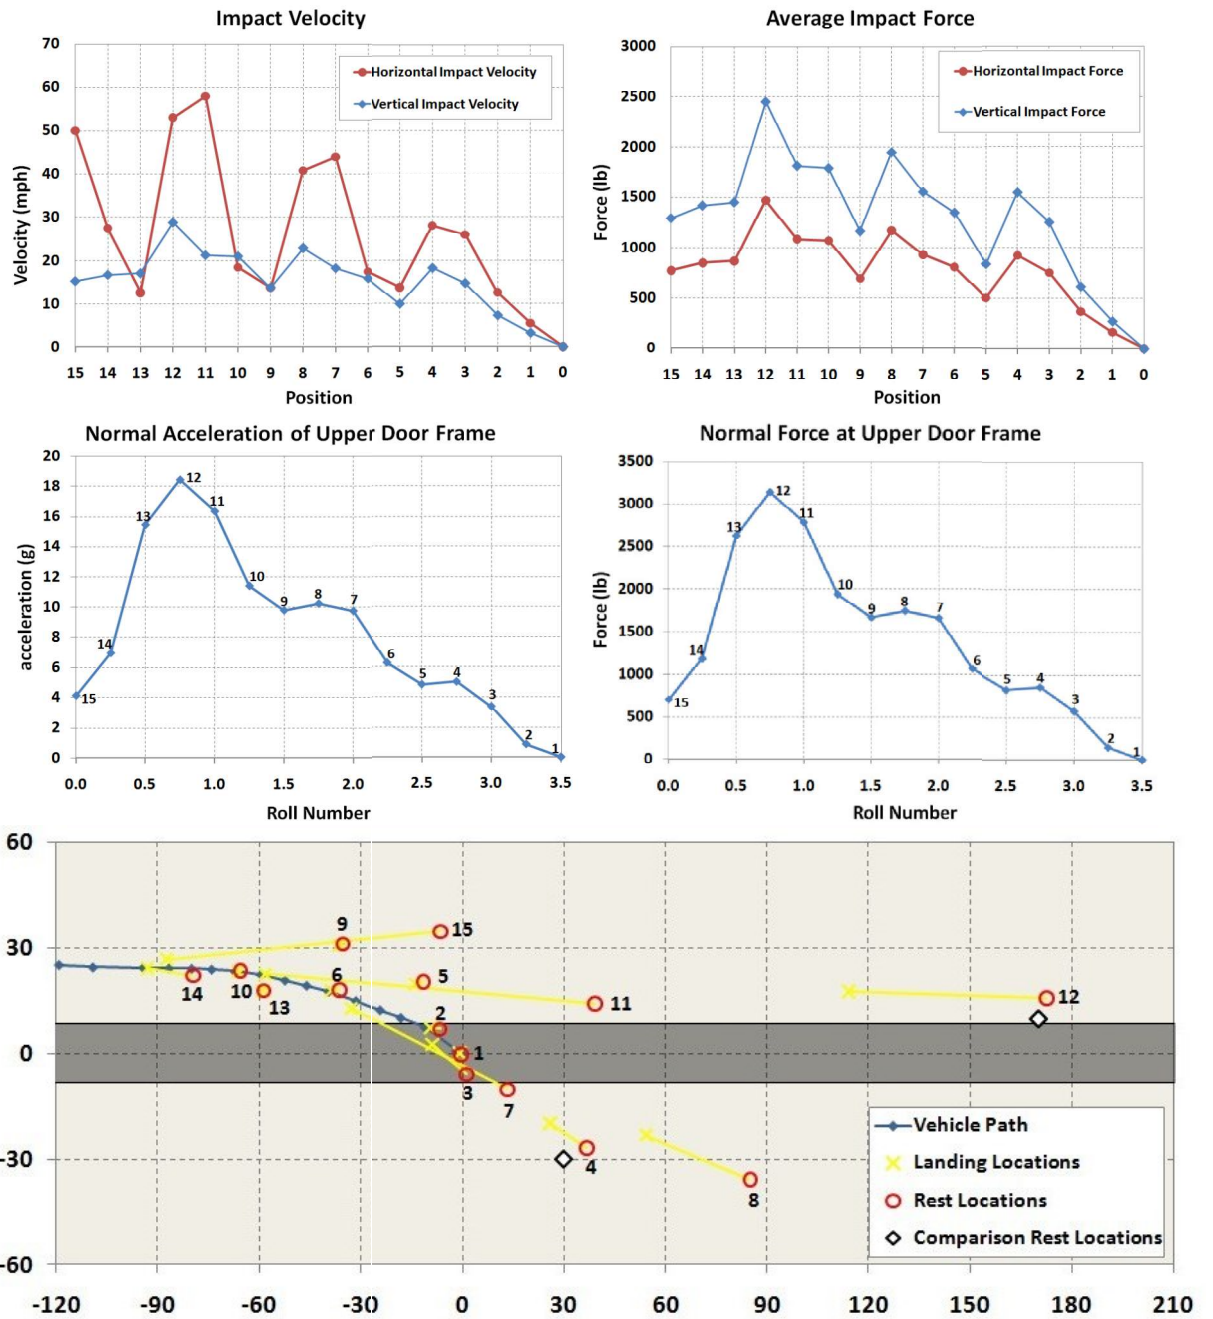 Impact Velocity
70
60
50
40
30
20
10
0
Velocity (mph)
Horizontal Impact Velocity
Vertical Impact Velocity
15 14 13 12 11 10 9 8 7 6 5 4 3 2 1 0
Position
Average Impact Force
3000
2500
2000
1500
1000
500
0
Force (lb)
Horizontal Impact Force
Vertical Impact Force
15 14 13 12 11 10 9 8 7 6 5 4 3 2 1 0
Position
Normal Acceleration of Upper Door Frame
20
18
16
14
12
10
8
6
4
2
0
acceleration (g)
15 14 13 12 11 10 9 8 7 6 5 4 3 2 1
0.0 0.5 1.0 1.5 2.0 2.5 3.0 3.5
Roll Number
Normal Force at Upper Door Frame
3500
3000
2500
2000
1500
1000
500
0
Force (lb)
15 14 13 12 11 10 9 8 7 6 5 4 3 2 1
0.0 0.5 1.0 1.5 2.0 2.5 3.0 3.5
Roll Number
60
30
0
-30
-60
9 15
14 10 13 6 5 11 12
2
1
3
7
4
8
Vehicle Path
Landing Locations
Rest Locations
Comparison Rest Locations
-120 -90 -60 -30 0 30 60 90 120 150 180 210